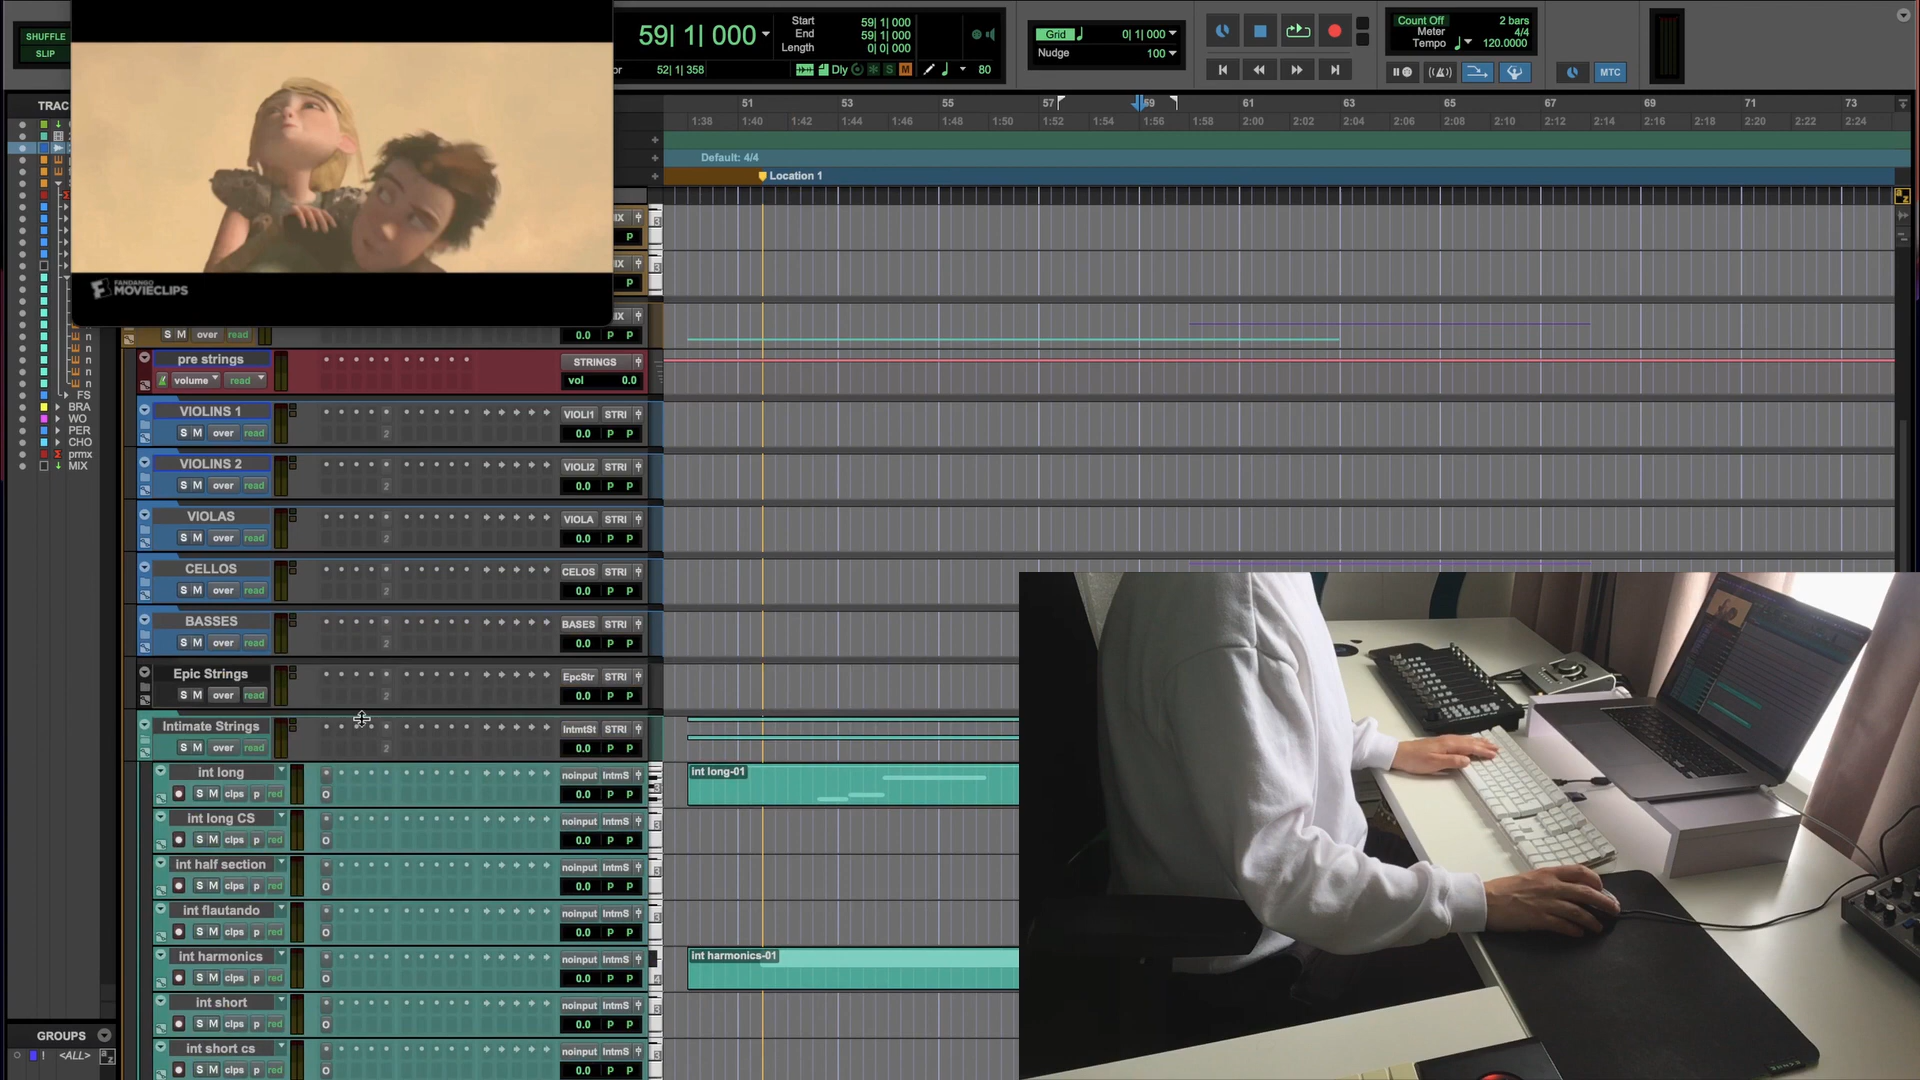 SHUFFLE
SLIP
59| 1| 000
Start 59| 1| 000
End 59| 1| 000
Length 0| 0| 000
52| 1| 358
Dly
S
M
80
Grid 0| 1| 000
Nudge 100
Count Off 2 bars
Meter 4/4
Tempo 120.0000
MTC
51 53 55 57 59 61 63 65 67 69 71 73
1:38 1:40 1:42 1:44 1:46 1:48 1:50 1:52 1:54 1:56 1:58 2:00 2:02 2:04 2:06 2:08 2:10 2:12 2:14 2:16 2:18 2:20 2:22 2:24
Default: 4/4
Location 1
TRAC
FANDANGO
MOVIECLIPS
FS
BRA
WO
PER
CHO
prmx
MIX
S M over read 0.0 P P
pre strings STRINGS
volume read vol 0.0
VIOLINS 1 VIOLI1 STRI
S M over read 2 0.0 P P
VIOLINS 2 VIOLI2 STRI
S M over read 2 0.0 P P
VIOLAS VIOLA STRI
S M over read 2 0.0 P P
CELLOS CELOS STRI
S M over read 2 0.0 P P
BASSES BASES STRI
S M over read 2 0.0 P P
Epic Strings EpcStr STRI
S M over read 2 0.0 P P
Intimate Strings IntmtSt STRI
S M over read 2 0.0 P P
int long noinput IntmS int long-01
S M clps p red 0.0 P P
int long CS noinput IntmS
S M clps p red 0.0 P P
int half section noinput IntmS
S M clps p red 0.0 P P
int flautando noinput IntmS
S M clps p red 0.0 P P
int harmonics noinput IntmS int harmonics-01
S M clps p red 0.0 P P
int short noinput IntmS
S M clps p red 0.0 P P
int short cs noinput IntmS
S M clps p red 0.0 P P
GROUPS
! <ALL>